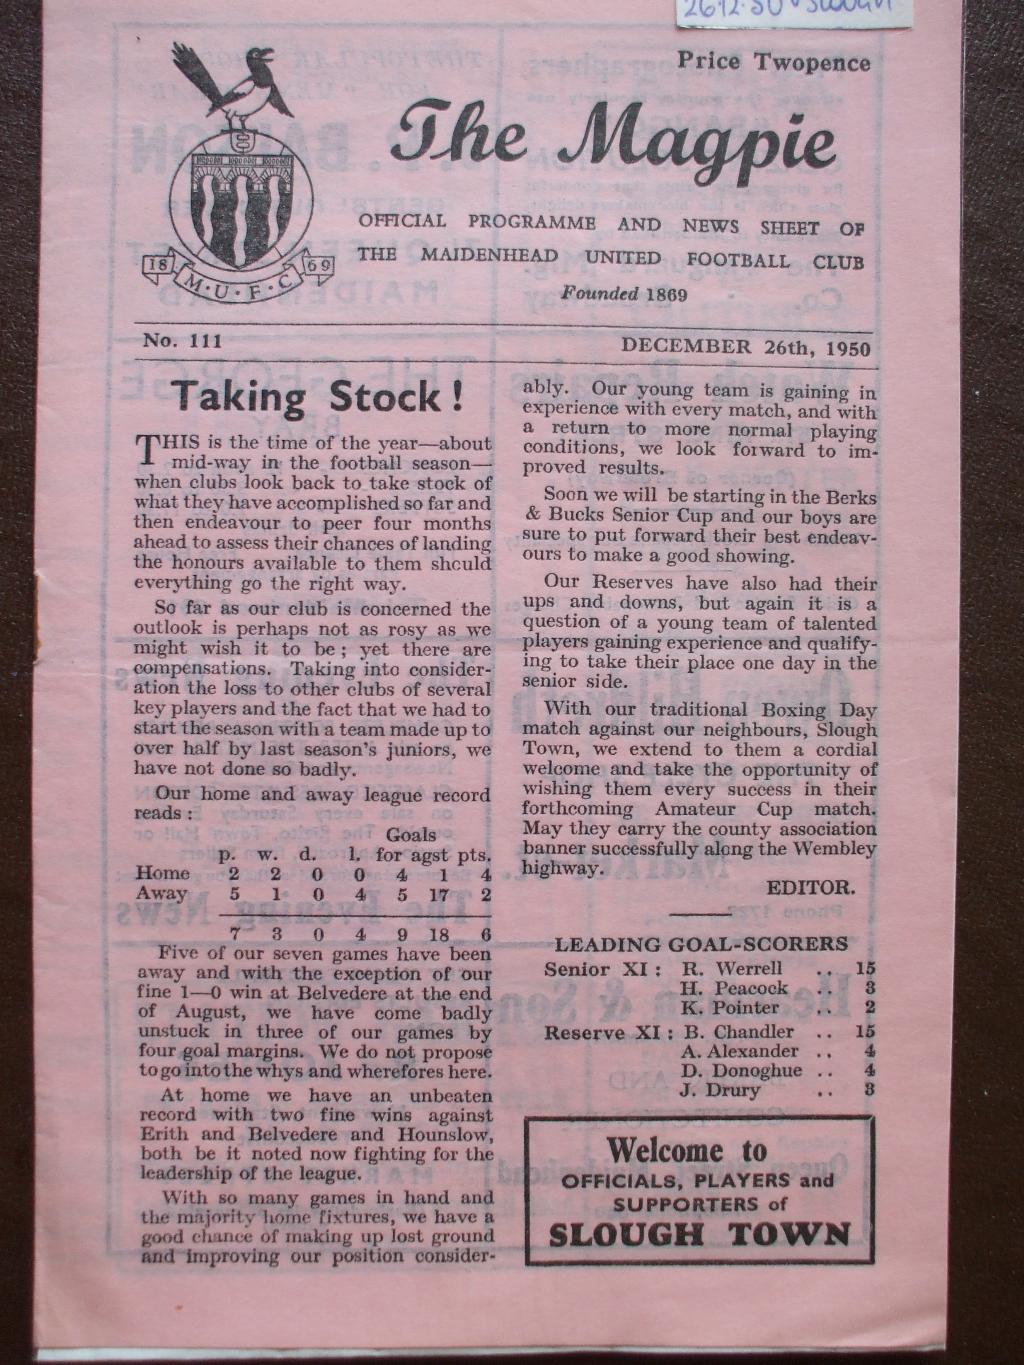 26.12.50 v SLOUGH
Price Twopence
The Magpie
OFFICIAL PROGRAMME AND NEWS SHEET OF
THE MAIDENHEAD UNITED FOOTBALL CLUB
Founded 1869
18 69
M·U·F·C
No. 111
DECEMBER 26th, 1950
Taking Stock!
THIS is the time of the year—about
mid-way in the football season—
when clubs look back to take stock of
what they have accomplished so far and
then endeavour to peer four months
ahead to assess their chances of landing
the honours available to them should
everything go the right way.
So far as our club is concerned the
outlook is perhaps not as rosy as we
might wish it to be; yet there are
compensations. Taking into consider-
ation the loss to other clubs of several
key players and the fact that we had to
start the season with a team made up to
over half by last season's juniors, we
have not done so badly.
Our home and away league record
reads:
Goals
p. w. d. l. for agst pts.
Home 2 2 0 0 4 1 4
Away 5 1 0 4 5 17 2
7 3 0 4 9 18 6
Five of our seven games have been
away and with the exception of our
fine 1—0 win at Belvedere at the end
of August, we have come badly
unstuck in three of our games by
four goal margins. We do not propose
to go into the whys and wherefores here.
At home we have an unbeaten
record with two fine wins against
Erith and Belvedere and Hounslow,
both be it noted now fighting for the
leadership of the league.
With so many games in hand and
the majority home fixtures, we have a
good chance of making up lost ground
and improving our position consider-
ably. Our young team is gaining in
experience with every match, and with
a return to more normal playing
conditions, we look forward to im-
proved results.
Soon we will be starting in the Berks
& Bucks Senior Cup and our boys are
sure to put forward their best endeav-
ours to make a good showing.
Our Reserves have also had their
ups and downs, but again it is a
question of a young team of talented
players gaining experience and qualify-
ing to take their place one day in the
senior side.
With our traditional Boxing Day
match against our neighbours, Slough
Town, we extend to them a cordial
welcome and take the opportunity of
wishing them every success in their
forthcoming Amateur Cup match.
May they carry the county association
banner successfully along the Wembley
highway.
EDITOR.
LEADING GOAL-SCORERS
Senior XI: R. Werrell .. 15
H. Peacock .. 3
K. Pointer .. 2
Reserve XI: B. Chandler .. 15
A. Alexander .. 4
D. Donoghue .. 4
J. Drury .. 3
Welcome to
OFFICIALS, PLAYERS and
SUPPORTERS of
SLOUGH TOWN